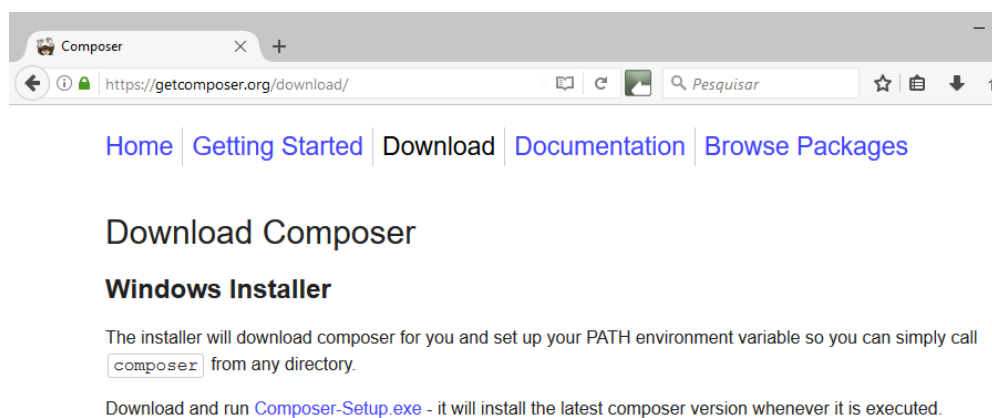 Composer
https://getcomposer.org/download/
Pesquisar
Home Getting Started Download Documentation Browse Packages
Download Composer
Windows Installer
The installer will download composer for you and set up your PATH environment variable so you can simply call
composer from any directory.
Download and run Composer-Setup.exe - it will install the latest composer version whenever it is executed.